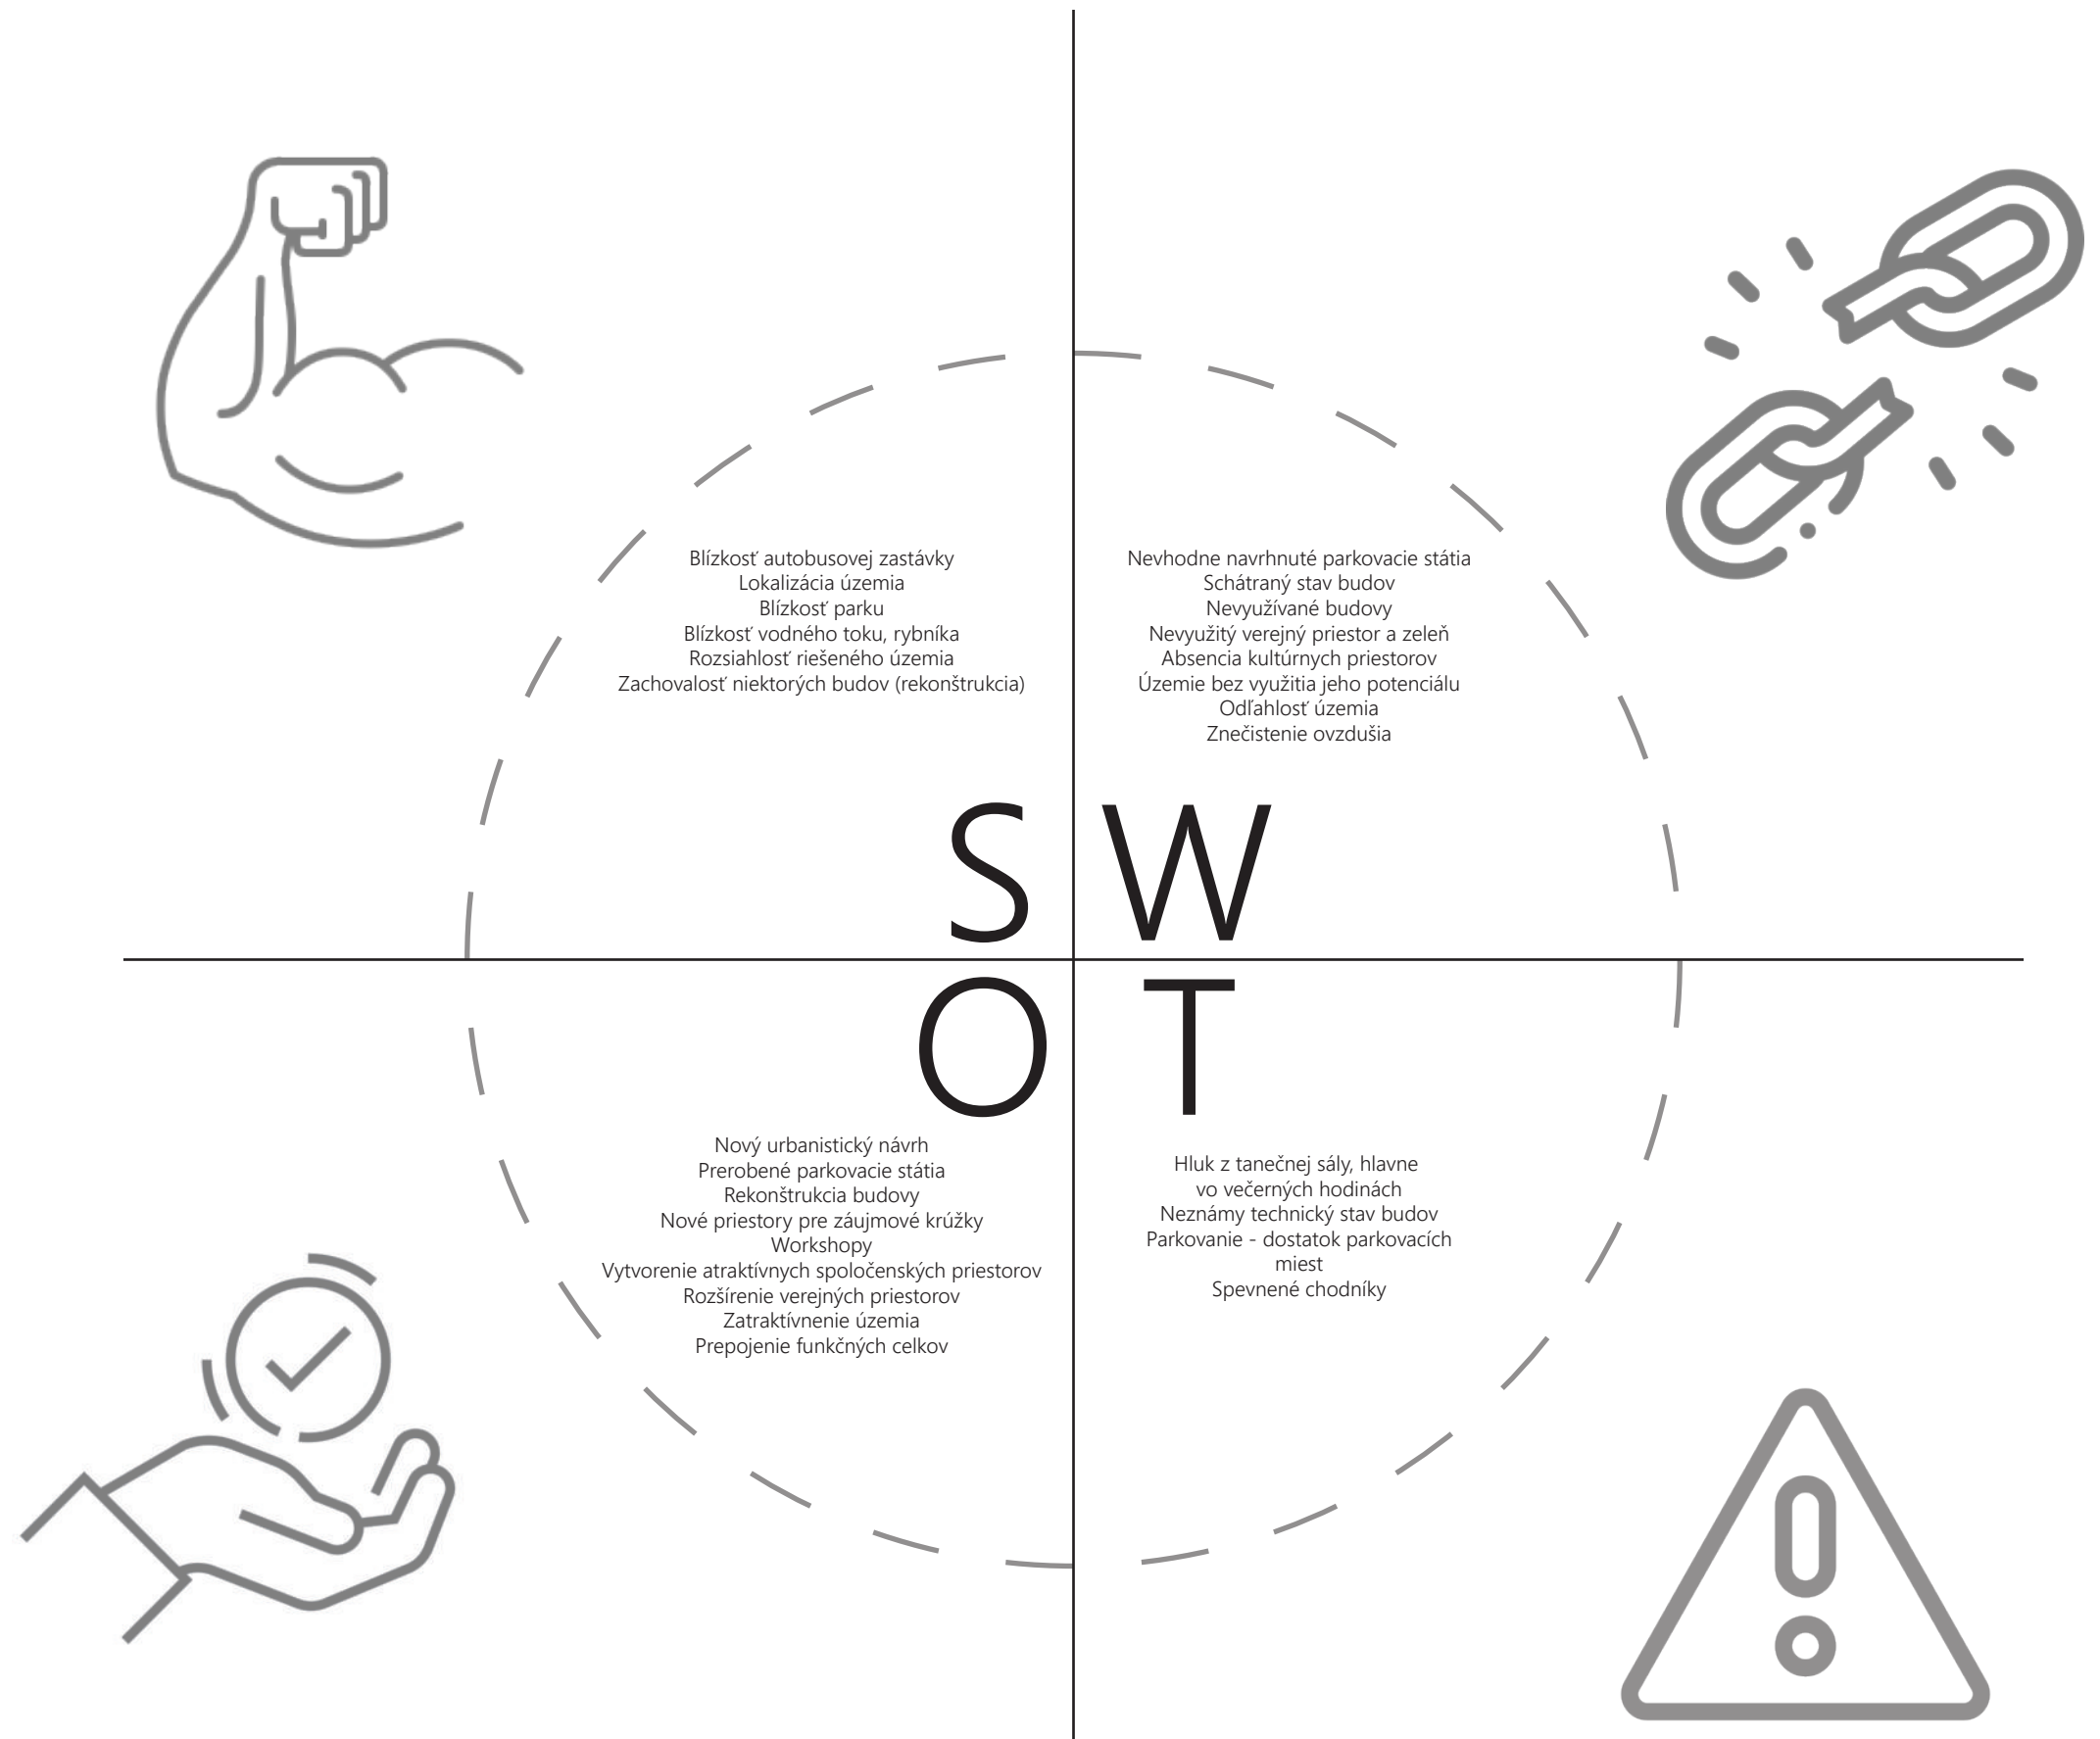 Blízkosť autobusovej zastávky
Lokalizácia územia
Blízkosť parku
Blízkosť vodného toku, rybníka
Rozsiahlosť riešeného územia
Zachovalosť niektorých budov (rekonštrukcia)
Nevhodne navrhnuté parkovacie státia
Schátraný stav budov
Nevyužívané budovy
Nevyužitý verejný priestor a zeleň
Absencia kultúrnych priestorov
Územie bez využitia jeho potenciálu
Odľahlosť územia
Znečistenie ovzdušia
S W
O T
Nový urbanistický návrh
Prerobené parkovacie státia
Rekonštrukcia budovy
Nové priestory pre záujmové krúžky
Workshopy
Vytvorenie atraktívnych spoločenských priestorov
Rozšírenie verejných priestorov
Zatraktívnenie územia
Prepojenie funkčných celkov
Hluk z tanečnej sály, hlavne
vo večerných hodinách
Neznámy technický stav budov
Parkovanie - dostatok parkovacích
miest
Spevnené chodníky